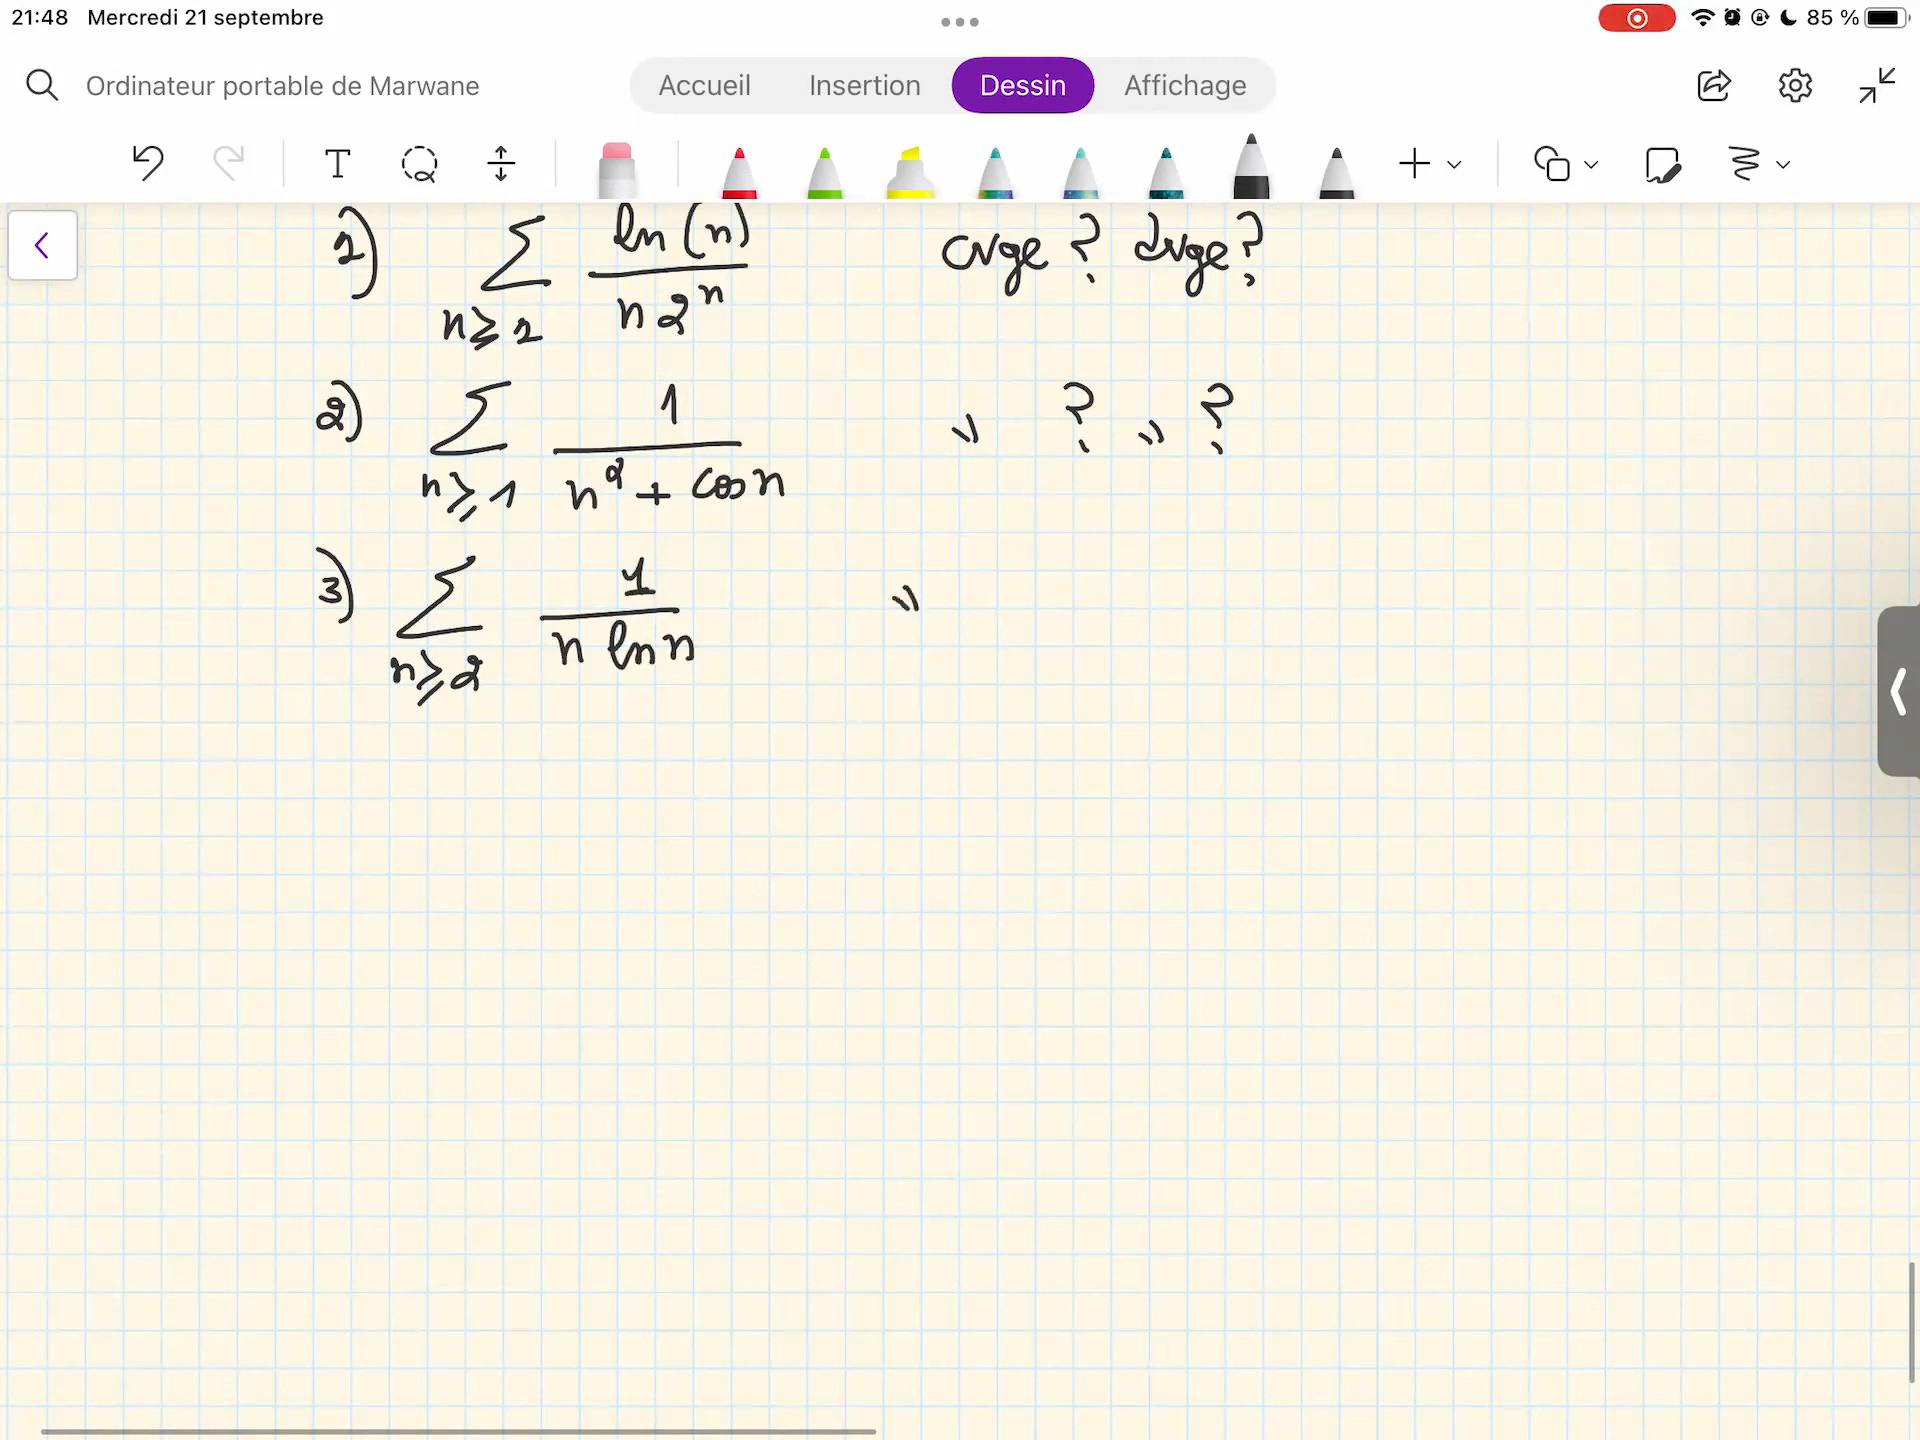 21:48 Mercredi 21 septembre 85 %
Ordinateur portable de Marwane Accueil Insertion Dessin Affichage
T
1) ∑ n≥1 ln(n) / n 2^n cvge ? dvge ?
2) ∑ n≥1 1 / n² + cos n " ? " ?
3) ∑ n≥2 1 / n ln n "